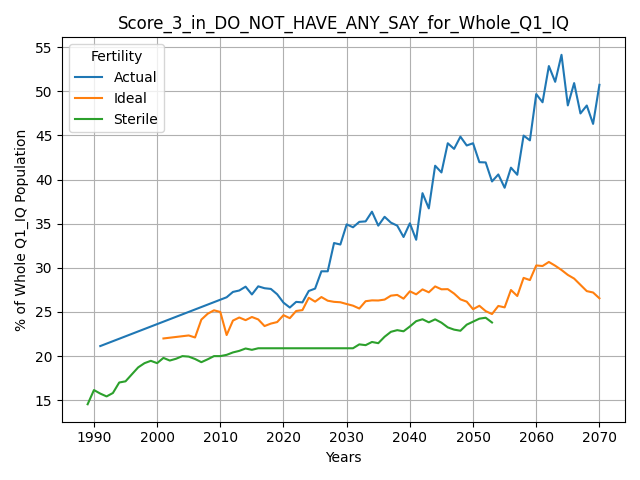 Score_3_in_DO_NOT_HAVE_ANY_SAY_for_Whole_Q1_IQ
Fertility
Actual
Ideal
Sterile
% of Whole Q1_IQ Population
55
50
45
40
35
30
25
20
15
1990 2000 2010 2020 2030 2040 2050 2060 2070
Years